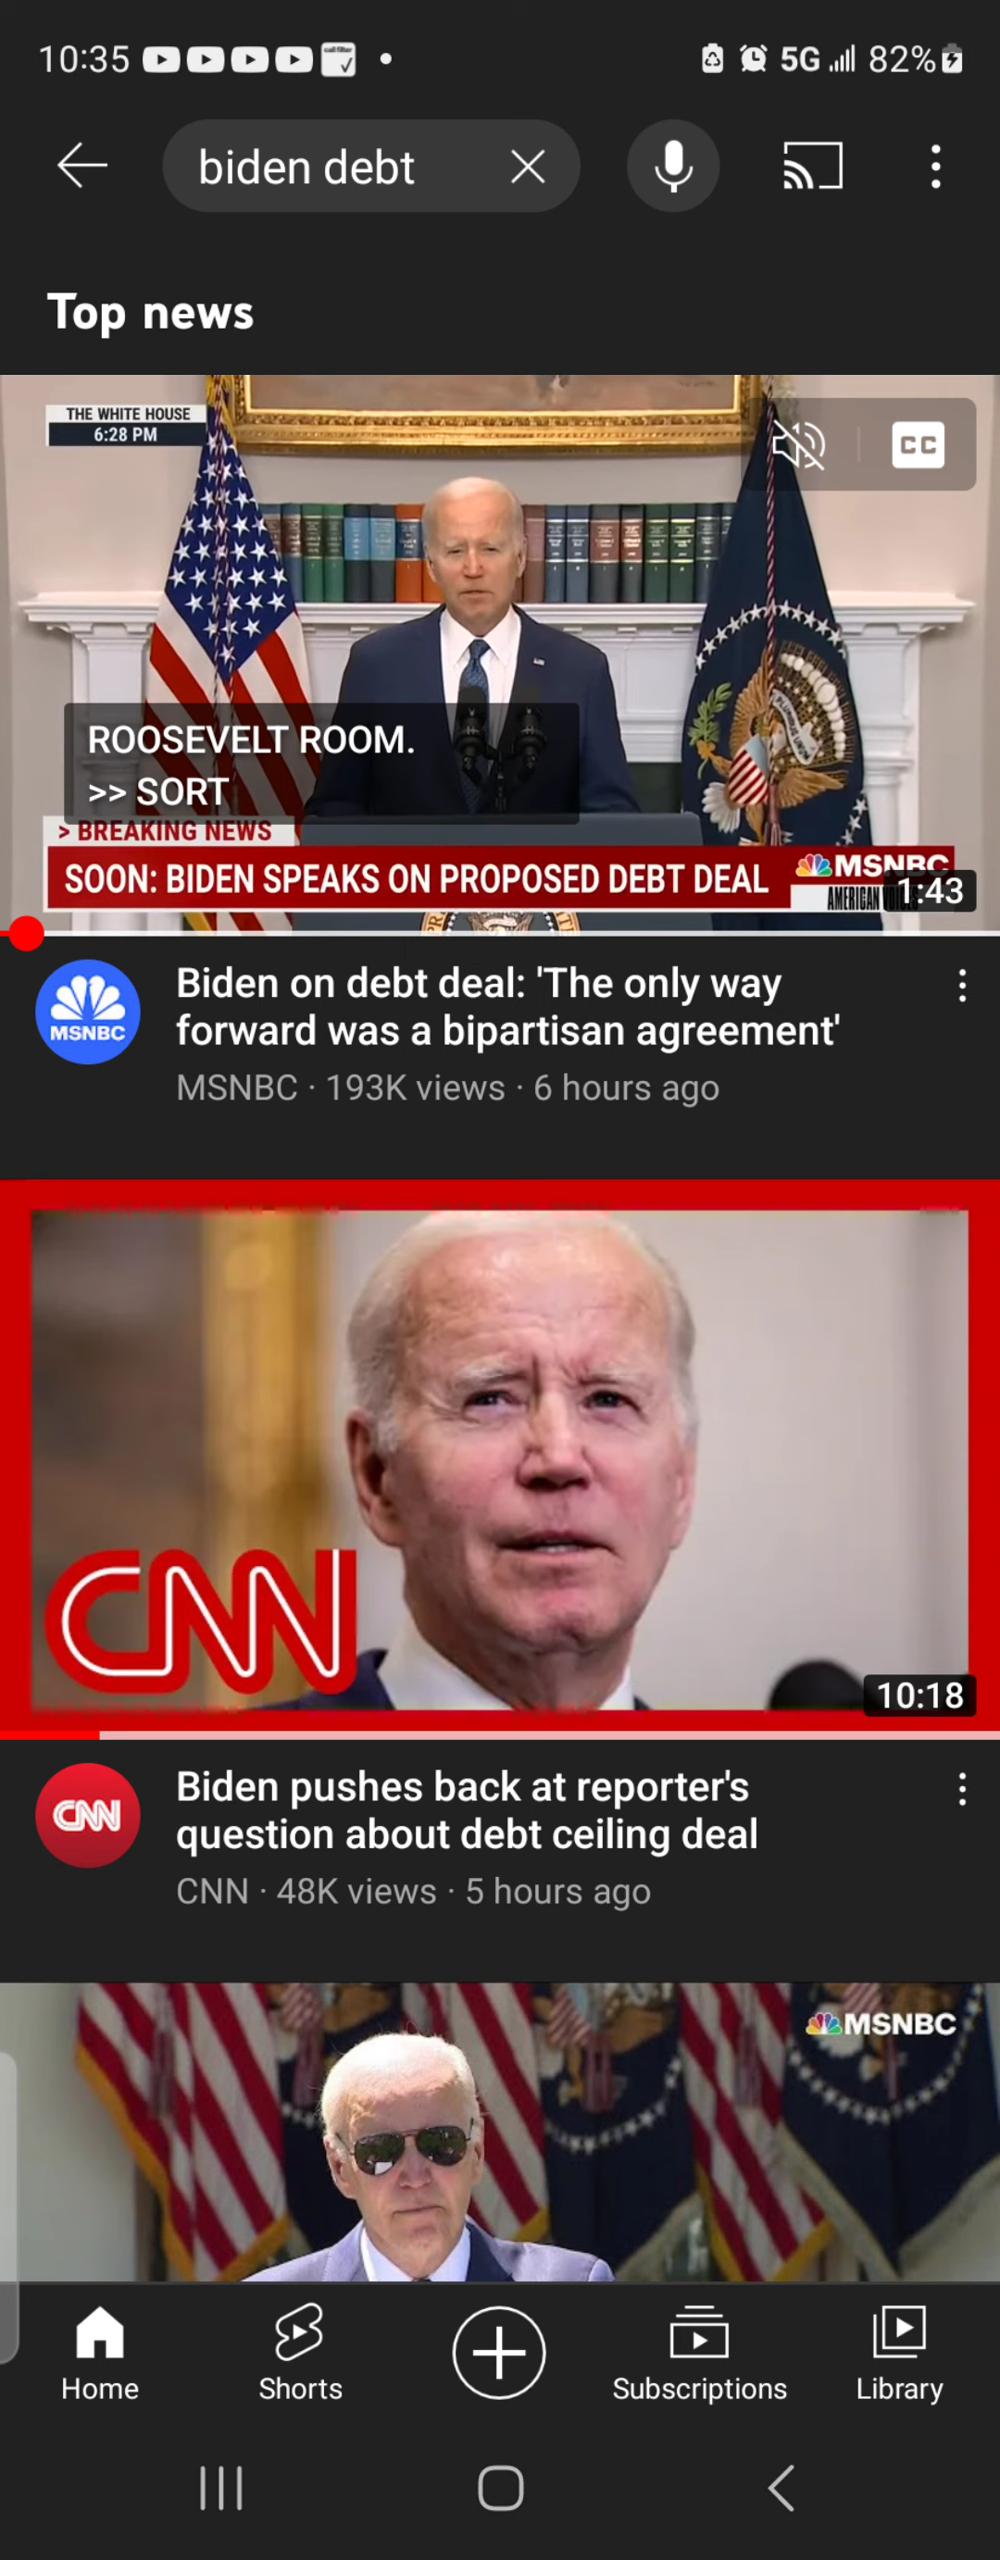 10:35
call filter
5G
82%
biden debt
Top news
THE WHITE HOUSE
6:28 PM
CC
ROOSEVELT ROOM.
>> SORT
> BREAKING NEWS
SOON: BIDEN SPEAKS ON PROPOSED DEBT DEAL
MSNBC
AMERICAN
1:43
MSNBC
Biden on debt deal: 'The only way
forward was a bipartisan agreement'
MSNBC · 193K views · 6 hours ago
CNN
10:18
CNN
Biden pushes back at reporter's
question about debt ceiling deal
CNN · 48K views · 5 hours ago
MSNBC
Home
Shorts
Subscriptions
Library